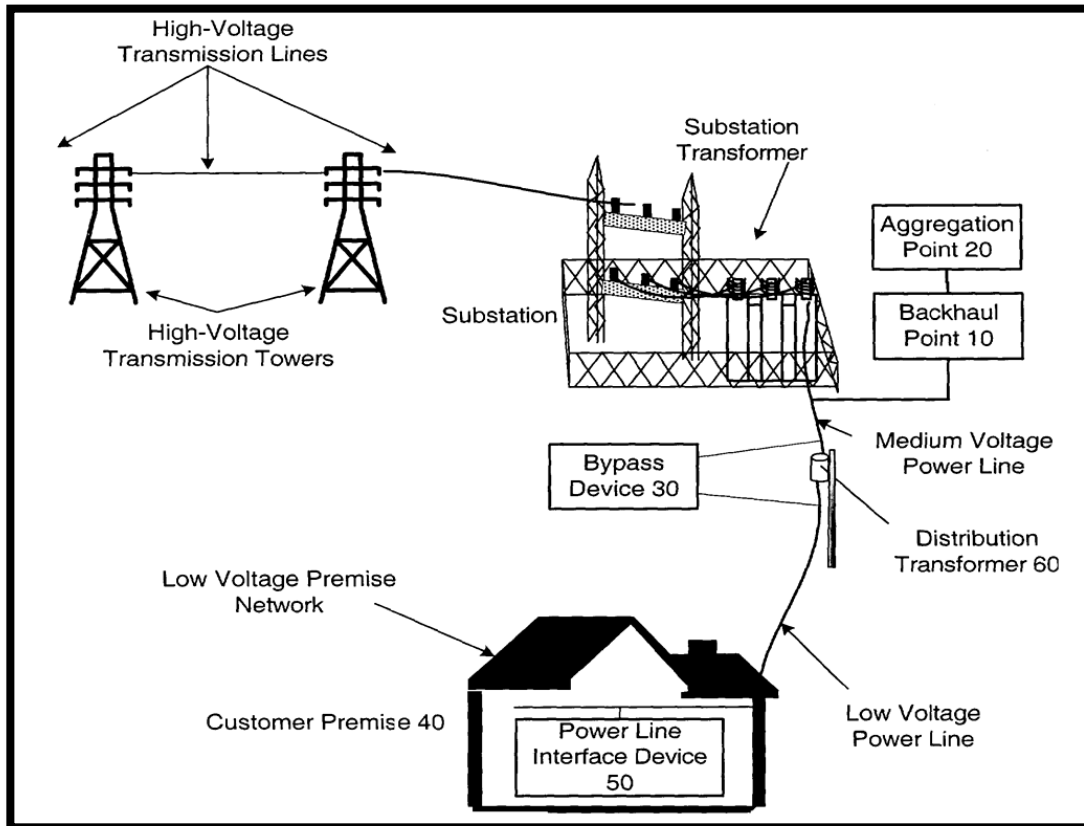 High-Voltage
Transmission Lines
Substation
Transformer
Aggregation
Point 20
Backhaul
Point 10
Substation
High-Voltage
Transmission Towers
Medium Voltage
Power Line
Bypass
Device 30
Distribution
Transformer 60
Low Voltage Premise
Network
Customer Premise 40
Power Line
Interface Device
50
Low Voltage
Power Line